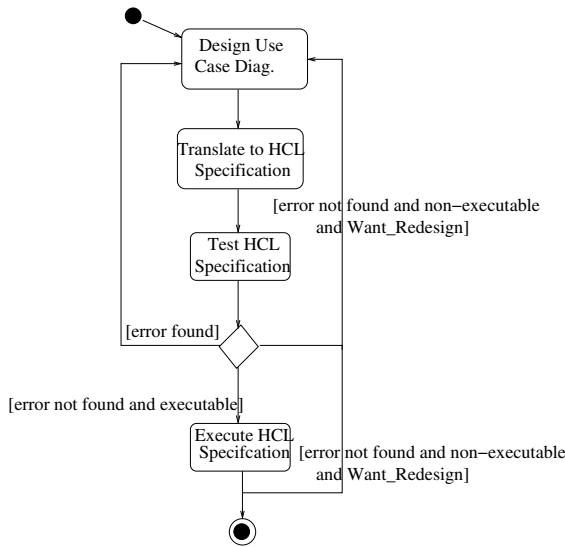 Design Use
Case Diag.
Translate to HCL
Specification
[error not found and non−executable
and Want_Redesign]
Test HCL
Specification
[error found]
[error not found and executable]
Execute HCL
Specifcation
[error not found and non−executable
and Want_Redesign]